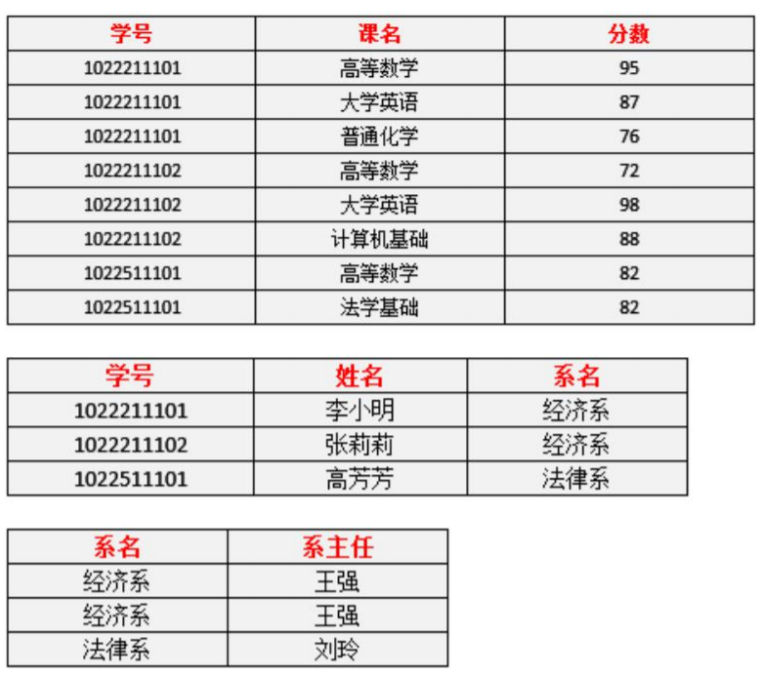 学号 课名 分数
1022211101 高等数学 95
1022211101 大学英语 87
1022211101 普通化学 76
1022211102 高等数学 72
1022211102 大学英语 98
1022211102 计算机基础 88
1022511101 高等数学 82
1022511101 法学基础 82
学号 姓名 系名
1022211101 李小明 经济系
1022211102 张莉莉 经济系
1022511101 高芳芳 法律系
系名 系主任
经济系 王强
经济系 王强
法律系 刘玲